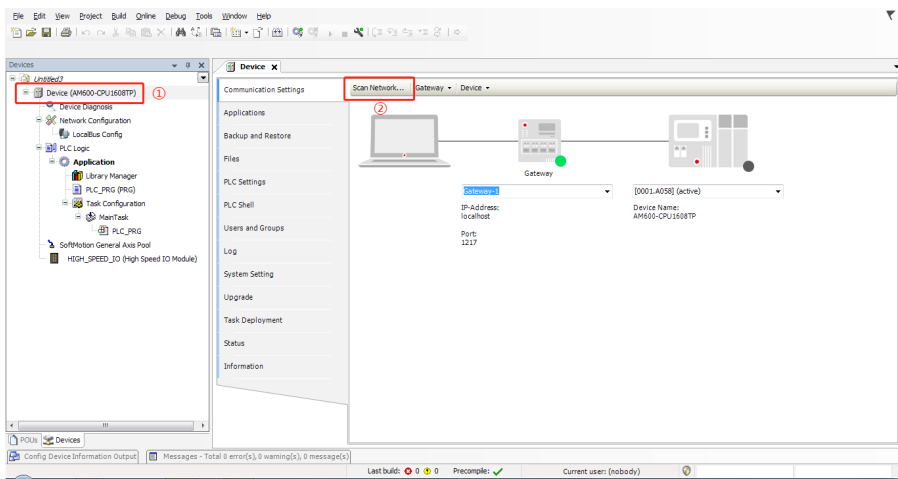 File Edit View Project Build Online Debug Tools Window Help
Devices
Untitled3
Device (AM600-CPU1608TP)
①
Device Diagnosis
Network Configuration
LocalBus Config
PLC Logic
Application
Library Manager
PLC_PRG (PRG)
Task Configuration
MainTask
PLC_PRG
SoftMotion General Axis Pool
HIGH_SPEED_IO (High Speed IO Module)
POUs Devices
Device
Communication Settings
Applications
Backup and Restore
Files
PLC Settings
PLC Shell
Users and Groups
Log
System Setting
Upgrade
Task Deployment
Status
Information
Scan Network... Gateway Device
②
Gateway
Gateway-1
IP-Address:
localhost
Port:
1217
[0001.A058] (active)
Device Name:
AM600-CPU1608TP
Config Device Information Output Messages - Total 0 error(s), 0 warning(s), 0 message(s)
Last build: 0 0 Precompile: Current user: (nobody)